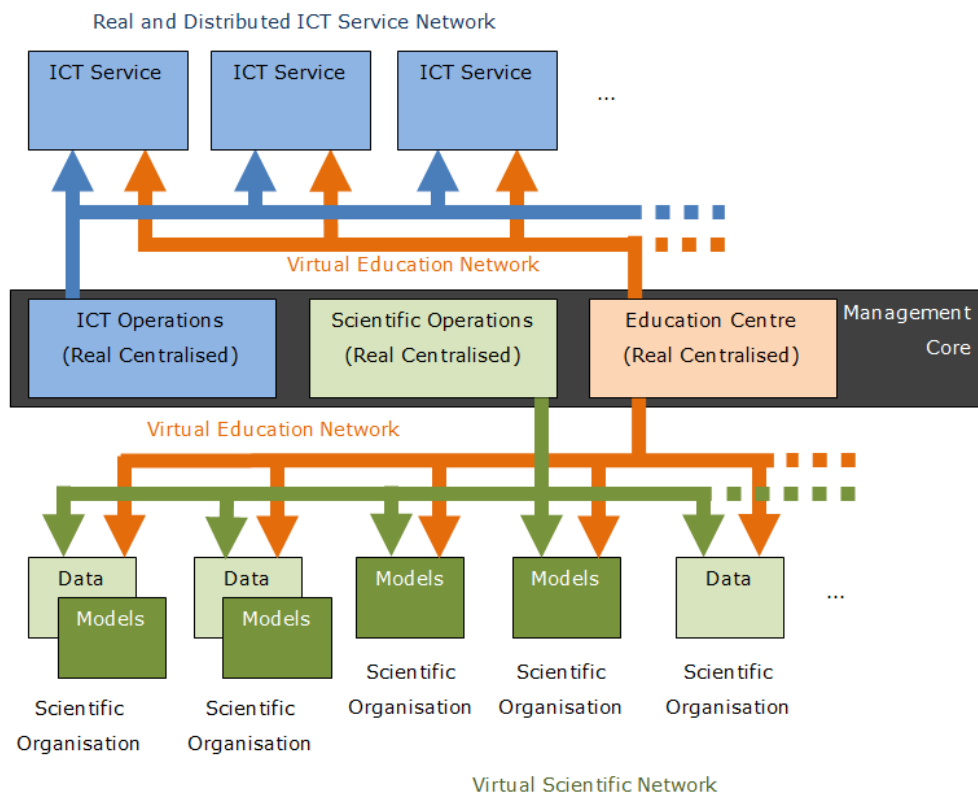 Real and Distributed ICT Service Network
ICT Service
ICT Service
ICT Service
...
Virtual Education Network
ICT Operations
(Real Centralised)
Scientific Operations
(Real Centralised)
Education Centre
(Real Centralised)
Management
Core
Virtual Education Network
Data
Models
Data
Models
Models
Models
Data
...
Scientific
Organisation
Scientific
Organisation
Scientific
Organisation
Scientific
Organisation
Scientific
Organisation
Virtual Scientific Network